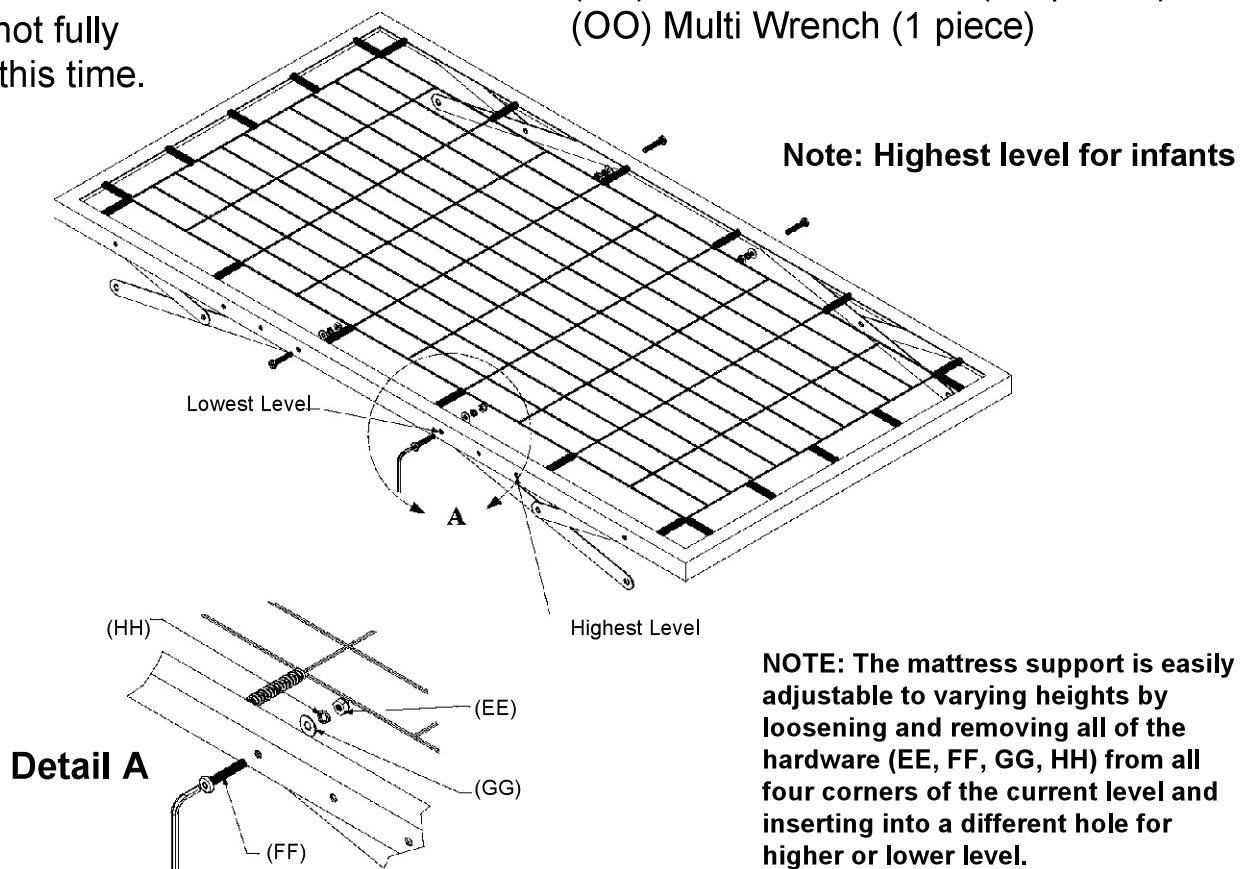 not fully
this time.
(OO) Multi Wrench (1 piece)
Note: Highest level for infants
Lowest Level
A
Highest Level
(HH)
(EE)
(GG)
Detail A
(FF)
NOTE: The mattress support is easily
adjustable to varying heights by
loosening and removing all of the
hardware (EE, FF, GG, HH) from all
four corners of the current level and
inserting into a different hole for
higher or lower level.